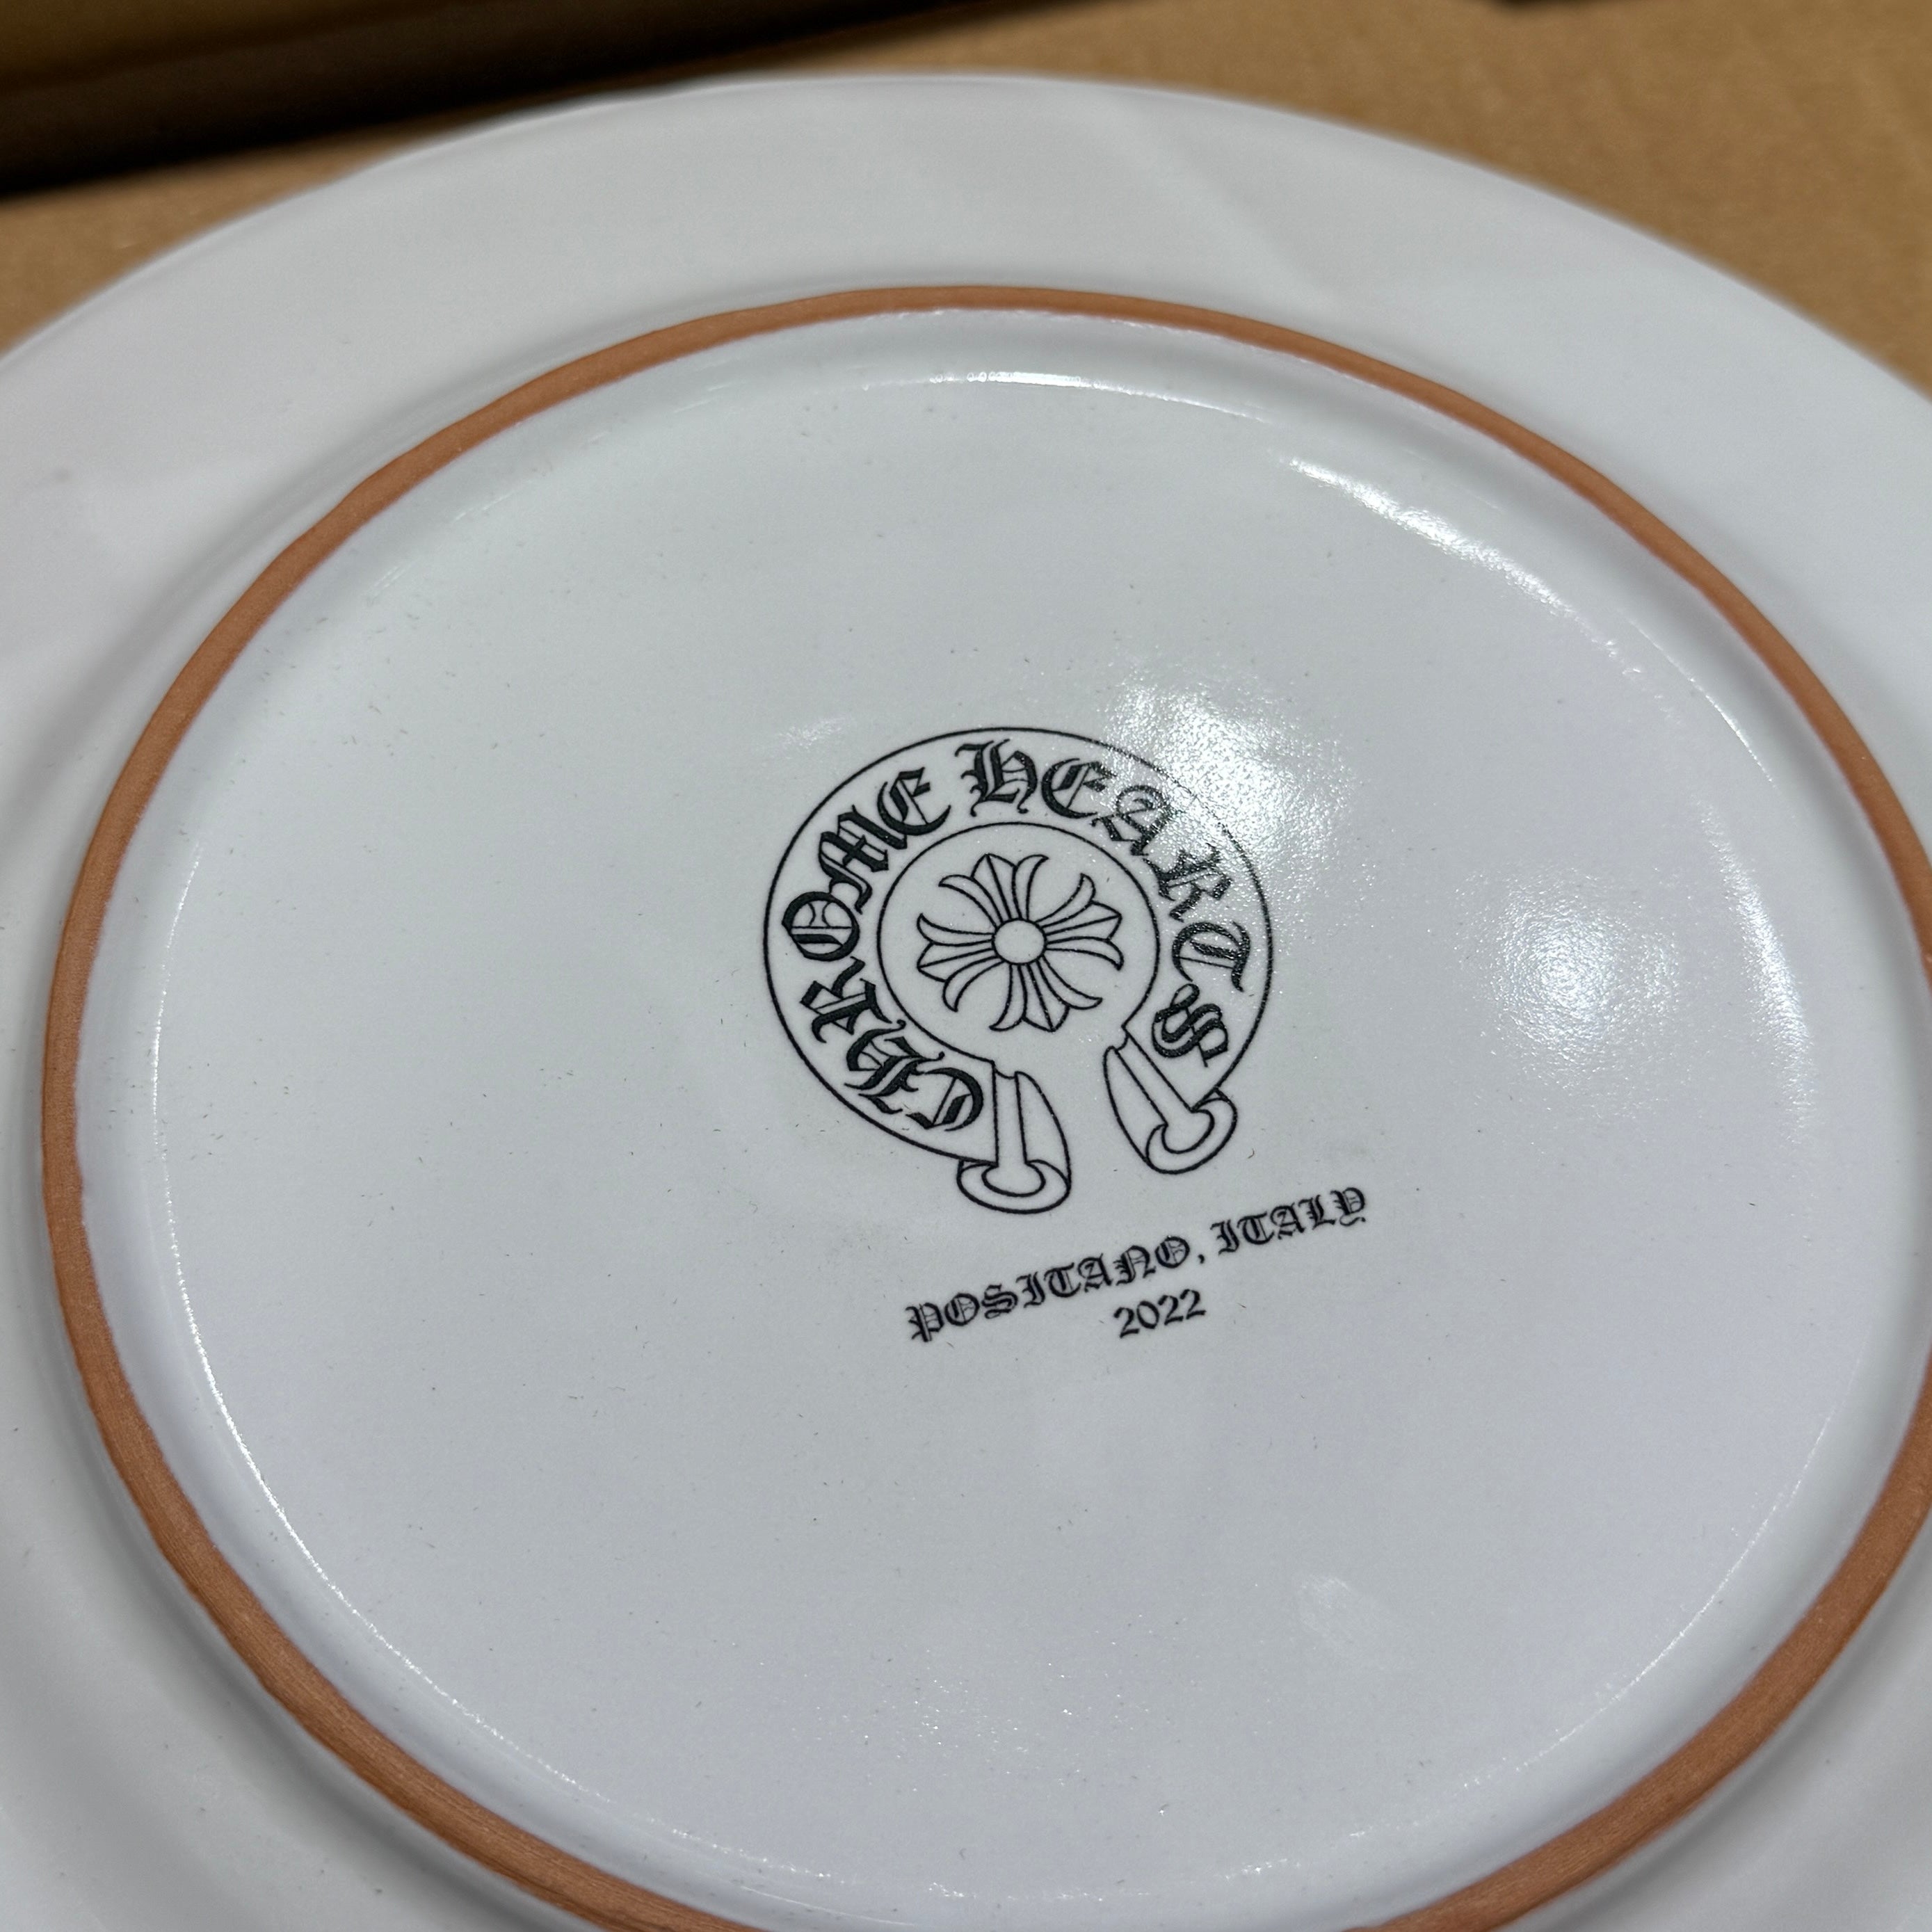 CHROME HEARTS
POSITANO, ITALY
2022